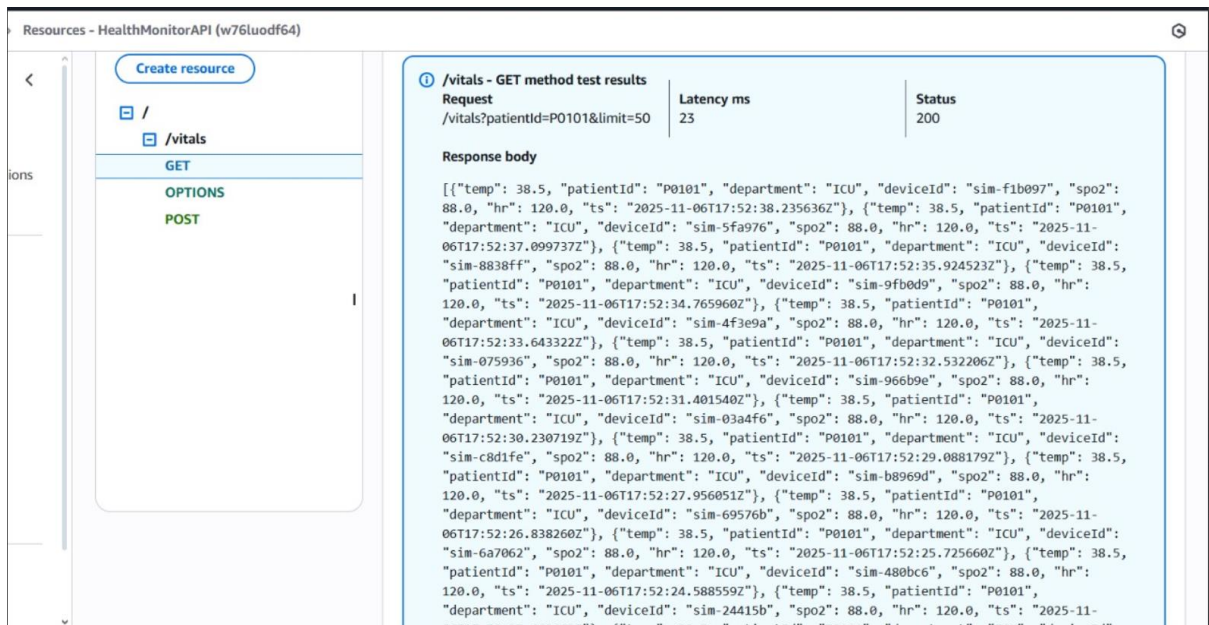 Resources - HealthMonitorAPI (w76luodf64)
ions
Create resource
/
/vitals
GET
OPTIONS
POST
/vitals - GET method test results
Request
/vitals?patientId=P0101&limit=50
Latency ms
23
Status
200
Response body
[{"temp": 38.5, "patientId": "P0101", "department": "ICU", "deviceId": "sim-f1b097", "spo2":
88.0, "hr": 120.0, "ts": "2025-11-06T17:52:38.235636Z"}, {"temp": 38.5, "patientId": "P0101",
"department": "ICU", "deviceId": "sim-5fa976", "spo2": 88.0, "hr": 120.0, "ts": "2025-11-
06T17:52:37.099737Z"}, {"temp": 38.5, "patientId": "P0101", "department": "ICU", "deviceId":
"sim-8838ff", "spo2": 88.0, "hr": 120.0, "ts": "2025-11-06T17:52:35.924523Z"}, {"temp": 38.5,
"patientId": "P0101", "department": "ICU", "deviceId": "sim-9fb0d9", "spo2": 88.0, "hr":
120.0, "ts": "2025-11-06T17:52:34.765960Z"}, {"temp": 38.5, "patientId": "P0101",
"department": "ICU", "deviceId": "sim-4f3e9a", "spo2": 88.0, "hr": 120.0, "ts": "2025-11-
06T17:52:33.643322Z"}, {"temp": 38.5, "patientId": "P0101", "department": "ICU", "deviceId":
"sim-075936", "spo2": 88.0, "hr": 120.0, "ts": "2025-11-06T17:52:32.532206Z"}, {"temp": 38.5,
"patientId": "P0101", "department": "ICU", "deviceId": "sim-966b9e", "spo2": 88.0, "hr":
120.0, "ts": "2025-11-06T17:52:31.401540Z"}, {"temp": 38.5, "patientId": "P0101",
"department": "ICU", "deviceId": "sim-03a4f6", "spo2": 88.0, "hr": 120.0, "ts": "2025-11-
06T17:52:30.230719Z"}, {"temp": 38.5, "patientId": "P0101", "department": "ICU", "deviceId":
"sim-c8d1fe", "spo2": 88.0, "hr": 120.0, "ts": "2025-11-06T17:52:29.088179Z"}, {"temp": 38.5,
"patientId": "P0101", "department": "ICU", "deviceId": "sim-b8969d", "spo2": 88.0, "hr":
120.0, "ts": "2025-11-06T17:52:27.956051Z"}, {"temp": 38.5, "patientId": "P0101",
"department": "ICU", "deviceId": "sim-69576b", "spo2": 88.0, "hr": 120.0, "ts": "2025-11-
06T17:52:26.838260Z"}, {"temp": 38.5, "patientId": "P0101", "department": "ICU", "deviceId":
"sim-6a7062", "spo2": 88.0, "hr": 120.0, "ts": "2025-11-06T17:52:25.725660Z"}, {"temp": 38.5,
"patientId": "P0101", "department": "ICU", "deviceId": "sim-480bc6", "spo2": 88.0, "hr":
120.0, "ts": "2025-11-06T17:52:24.588559Z"}, {"temp": 38.5, "patientId": "P0101",
"department": "ICU", "deviceId": "sim-24415b", "spo2": 88.0, "hr": 120.0, "ts": "2025-11-